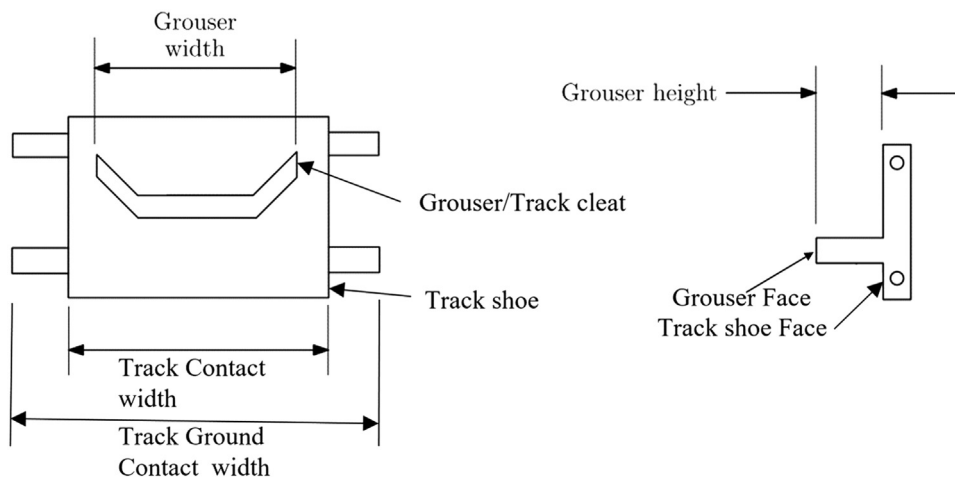 Grouser
width
Grouser/Track cleat
Track shoe
Track Contact
width
Track Ground
Contact width
Grouser height
Grouser Face
Track shoe Face